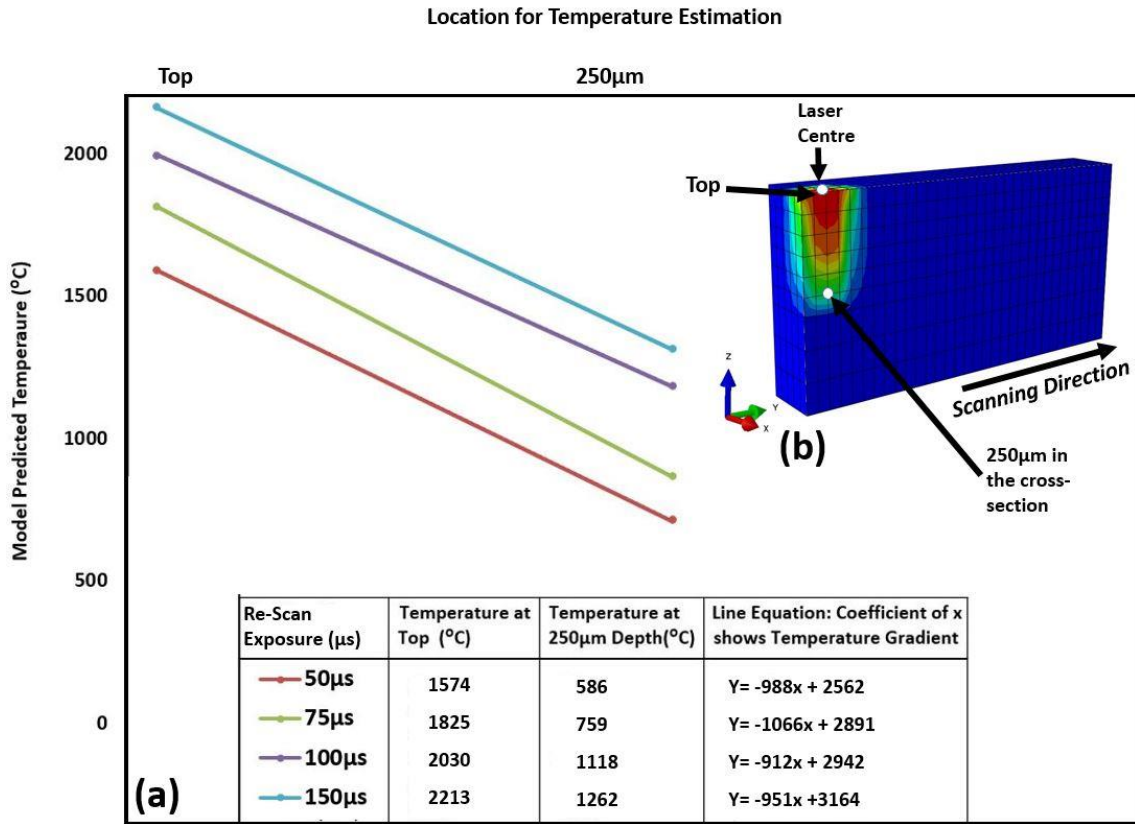 Location for Temperature Estimation
Top 250µm
Model Predicted Temperaure (°C)
2000
1500
1000
500
0
Laser
Centre
Top
Z
Y
X
Scanning Direction
(b)
250µm in
the cross-
section
Re-Scan Exposure (µs) | Temperature at Top (°C) | Temperature at 250µm Depth(°C) | Line Equation: Coefficient of x shows Temperature Gradient
50µs 1574 586 Y= -988x + 2562
75µs 1825 759 Y= -1066x + 2891
100µs 2030 1118 Y= -912x + 2942
150µs 2213 1262 Y= -951x +3164
(a)